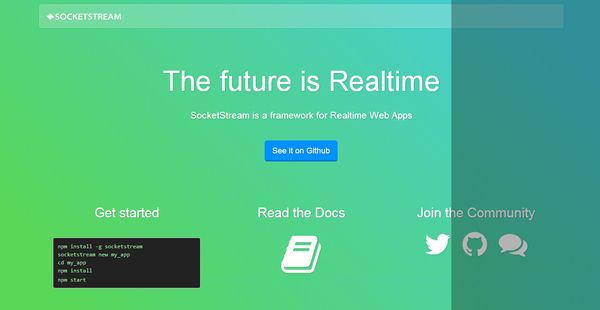 SOCKETSTREAM
The future is Realtime
SocketStream is a framework for Realtime Web Apps
See it on Github
Get started
Read the Docs
Join the Community
npm install -g socketstream
socketstream new my_app
cd my_app
npm install
npm start